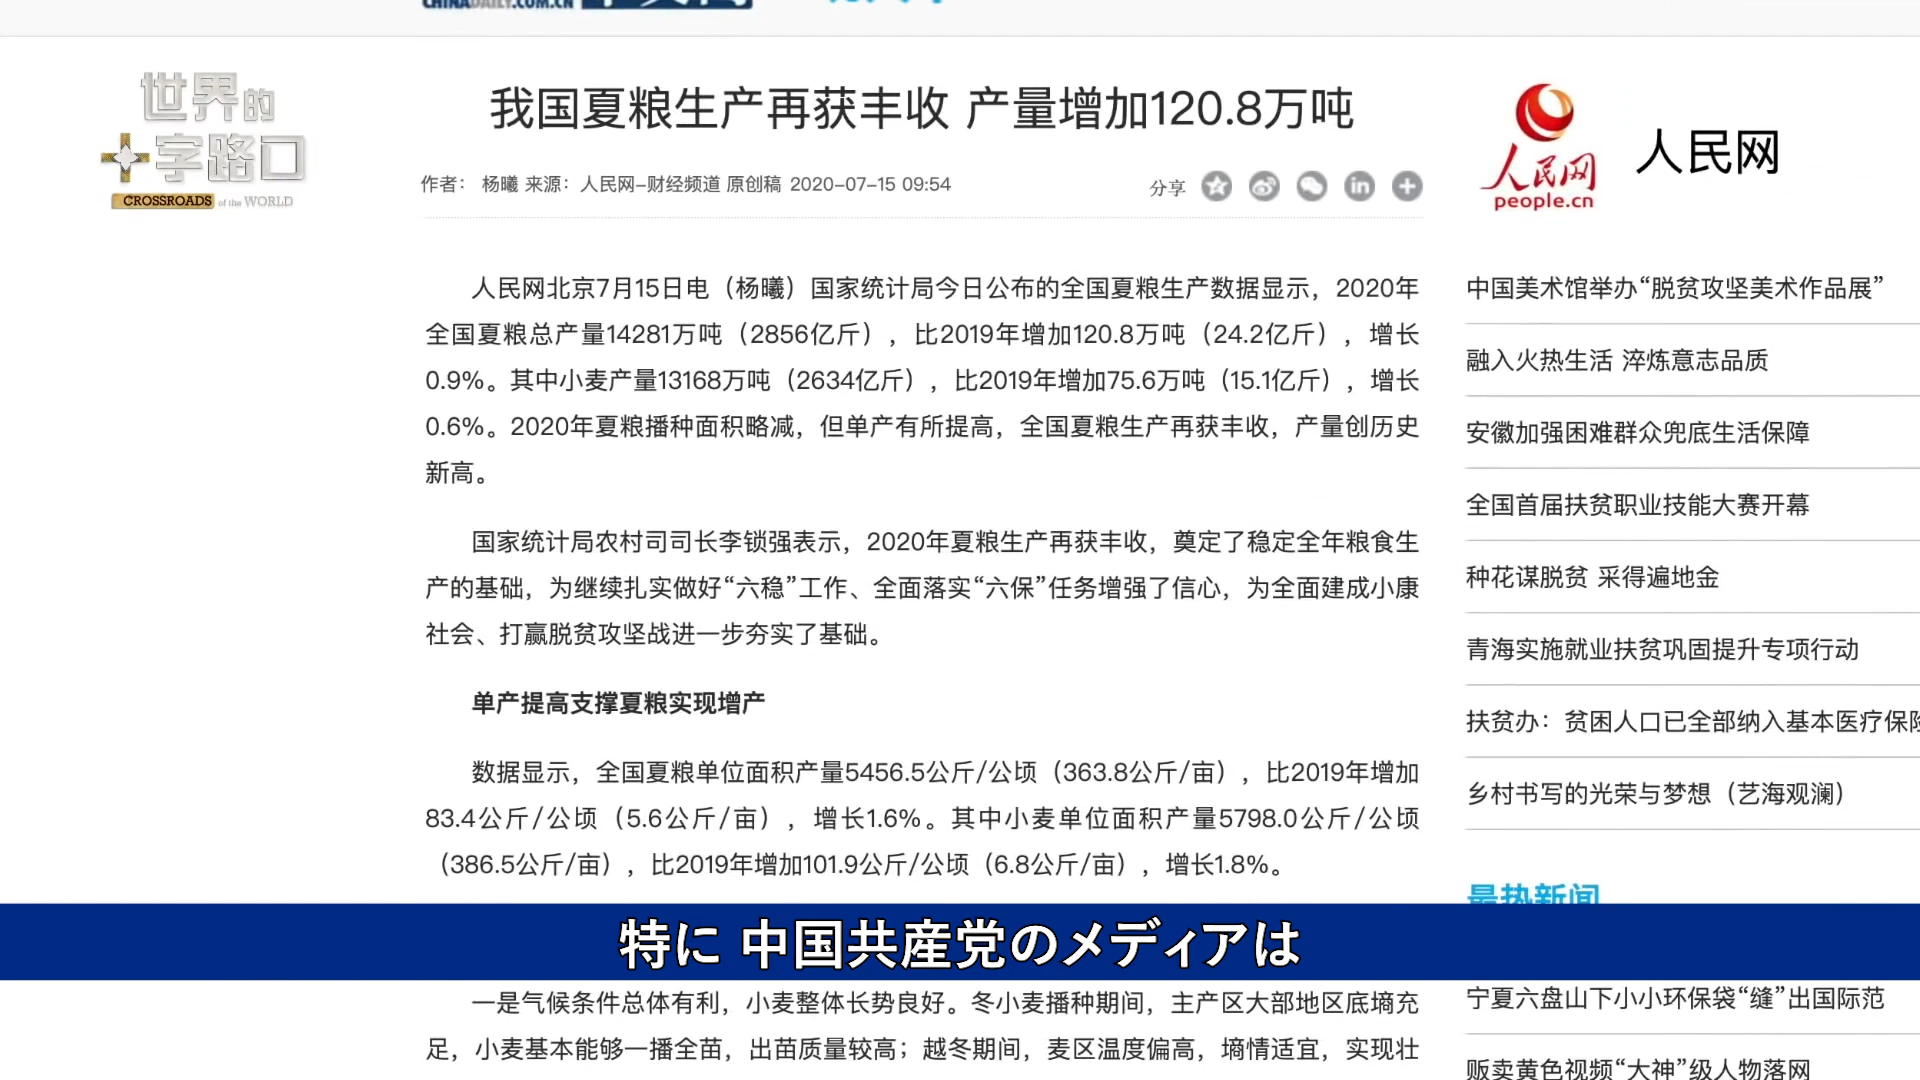 CHINADAILY.COM.CN
世界的
十字路口
CROSSROADS of the WORLD
我国夏粮生产再获丰收 产量增加120.8万吨
作者： 杨曦 来源：人民网-财经频道 原创稿 2020-07-15 09:54
分享
人民网
people.cn
人民网
人民网北京7月15日电（杨曦）国家统计局今日公布的全国夏粮生产数据显示，2020年
全国夏粮总产量14281万吨（2856亿斤），比2019年增加120.8万吨（24.2亿斤），增长
0.9%。其中小麦产量13168万吨（2634亿斤），比2019年增加75.6万吨（15.1亿斤），增长
0.6%。2020年夏粮播种面积略减，但单产有所提高，全国夏粮生产再获丰收，产量创历史
新高。
国家统计局农村司司长李锁强表示，2020年夏粮生产再获丰收，奠定了稳定全年粮食生
产的基础，为继续扎实做好“六稳”工作、全面落实“六保”任务增强了信心，为全面建成小康
社会、打赢脱贫攻坚战进一步夯实了基础。
单产提高支撑夏粮实现增产
数据显示，全国夏粮单位面积产量5456.5公斤/公顷（363.8公斤/亩），比2019年增加
83.4公斤/公顷（5.6公斤/亩），增长1.6%。其中小麦单位面积产量5798.0公斤/公顷
（386.5公斤/亩），比2019年增加101.9公斤/公顷（6.8公斤/亩），增长1.8%。
一是气候条件总体有利，小麦整体长势良好。冬小麦播种期间，主产区大部地区底墒充
足，小麦基本能够一播全苗，出苗质量较高；越冬期间，麦区温度偏高，墒情适宜，实现壮
中国美术馆举办“脱贫攻坚美术作品展”
融入火热生活 淬炼意志品质
安徽加强困难群众兜底生活保障
全国首届扶贫职业技能大赛开幕
种花谋脱贫 采得遍地金
青海实施就业扶贫巩固提升专项行动
扶贫办：贫困人口已全部纳入基本医疗保险
乡村书写的光荣与梦想（艺海观澜）
最热新闻
宁夏六盘山下小小环保袋“缝”出国际范
贩卖黄色视频“大神”级人物落网
特に 中国共産党のメディアは